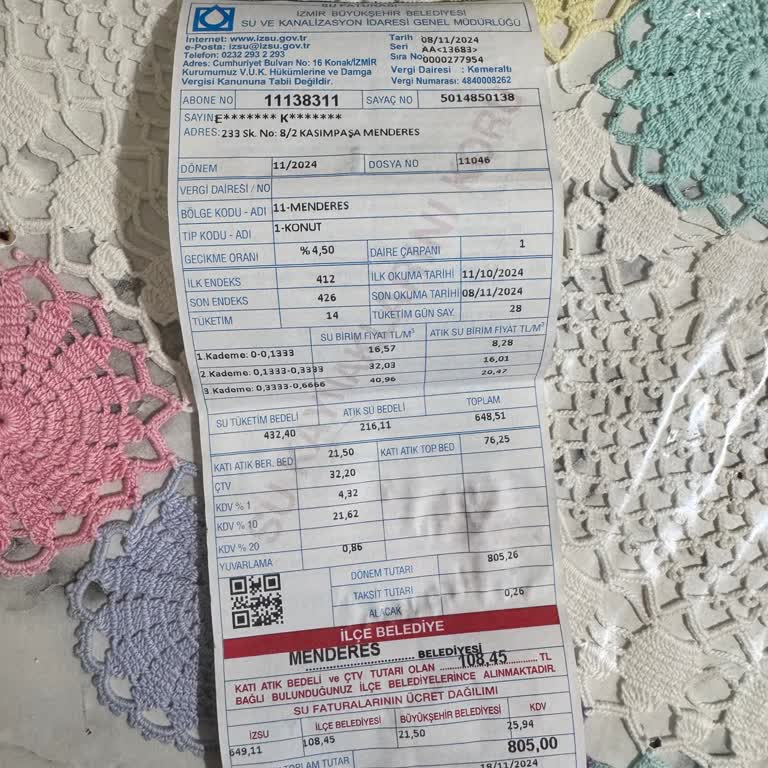 SU FATURASI
İZMİR BÜYÜKŞEHİR BELEDİYESİ
SU VE KANALİZASYON İDARESİ GENEL MÜDÜRLÜĞÜ
Internet: www.izsu.gov.tr
e-Posta: izsu@izsu.gov.tr
Telefon: 0232 293 2 293
Adres: Cumhuriyet Bulvarı No: 16 Konak/İZMİR
Kurumumuz V.U.K. Hükümlerine ve Damga
Vergisi Kanununa Tabii Değildir.
Tarih 08/11/2024
Seri AA<13683>
Sıra No 0000277954
Vergi Dairesi : Kemeraltı
Vergi Numarası: 4840008262
ABONE NO 11138311 SAYAÇ NO 5014850138
SAYIN:E******* K*******
ADRES: 233 Sk. No: 8/2 KASIMPAŞA MENDERES
DÖNEM 11/2024 DOSYA NO 11046
VERGİ DAİRESİ / NO
BÖLGE KODU - ADI 11-MENDERES
TİP KODU - ADI 1-KONUT
GECİKME ORANI %4,50 DAİRE ÇARPANI 1
İLK ENDEKS 412 İLK OKUMA TARİHİ 11/10/2024
SON ENDEKS 426 SON OKUMA TARİHİ 08/11/2024
TÜKETİM 14 TÜKETİM GÜN SAY. 28
SU BİRİM FİYAT TL/M³ ATIK SU BİRİM FİYAT TL/M³
1.Kademe: 0-0,1333 16,57 8,28
2.Kademe: 0,1333-0,3333 32,03 16,01
3.Kademe: 0,3333-0,6666 40,96 20,47
SU TÜKETİM BEDELİ ATIK SU BEDELİ TOPLAM
432,40 216,11 648,51
KATI ATIK BER. BED 21,50 KATI ATIK TOP BED 76,25
ÇTV 32,20
KDV % 1 4,32
KDV % 10 21,62
KDV % 20
YUVARLAMA 0,86
DÖNEM TUTARI 805,26
TAKSİT TUTARI
ALACAK 0,26
İLÇE BELEDİYE
MENDERES BELEDİYESİ
KATI ATIK BEDELİ ve ÇTV TUTARI OLAN 108,45 TL
BAĞLI BULUNDUĞUNUZ İLÇE BELEDİYELERİNCE ALINMAKTADIR.
SU FATURALARININ ÜCRET DAĞILIMI
İZSU İLÇE BELEDİYESİ BÜYÜKŞEHİR BELEDİYESİ KDV
649,11 108,45 21,50 25,94
TOPLAM TUTAR 805,00
18/11/2024